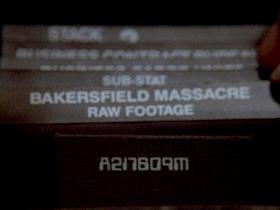 STACK
SUB-STAT
BAKERSFIELD MASSACRE
RAW FOOTAGE
A217609M